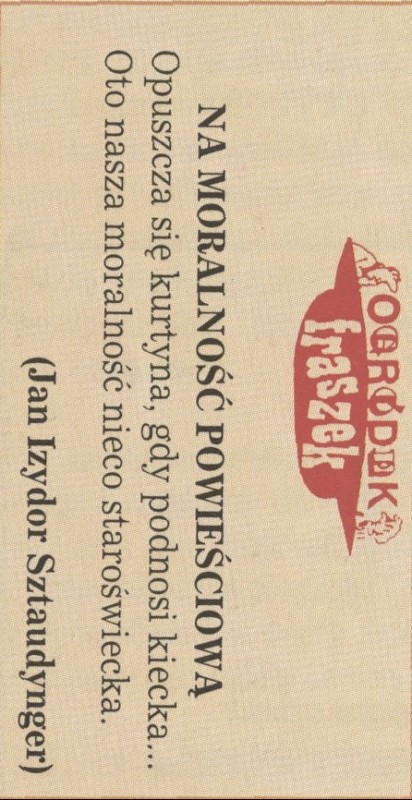 OGRÓDEK
fraszek
NA MORALNOŚĆ POWIEŚCIOWĄ
Opuszcza się kurtyna, gdy podnosi kiecka...
Oto nasza moralność nieco staroświecka.
(Jan Izydor Sztaudynger)